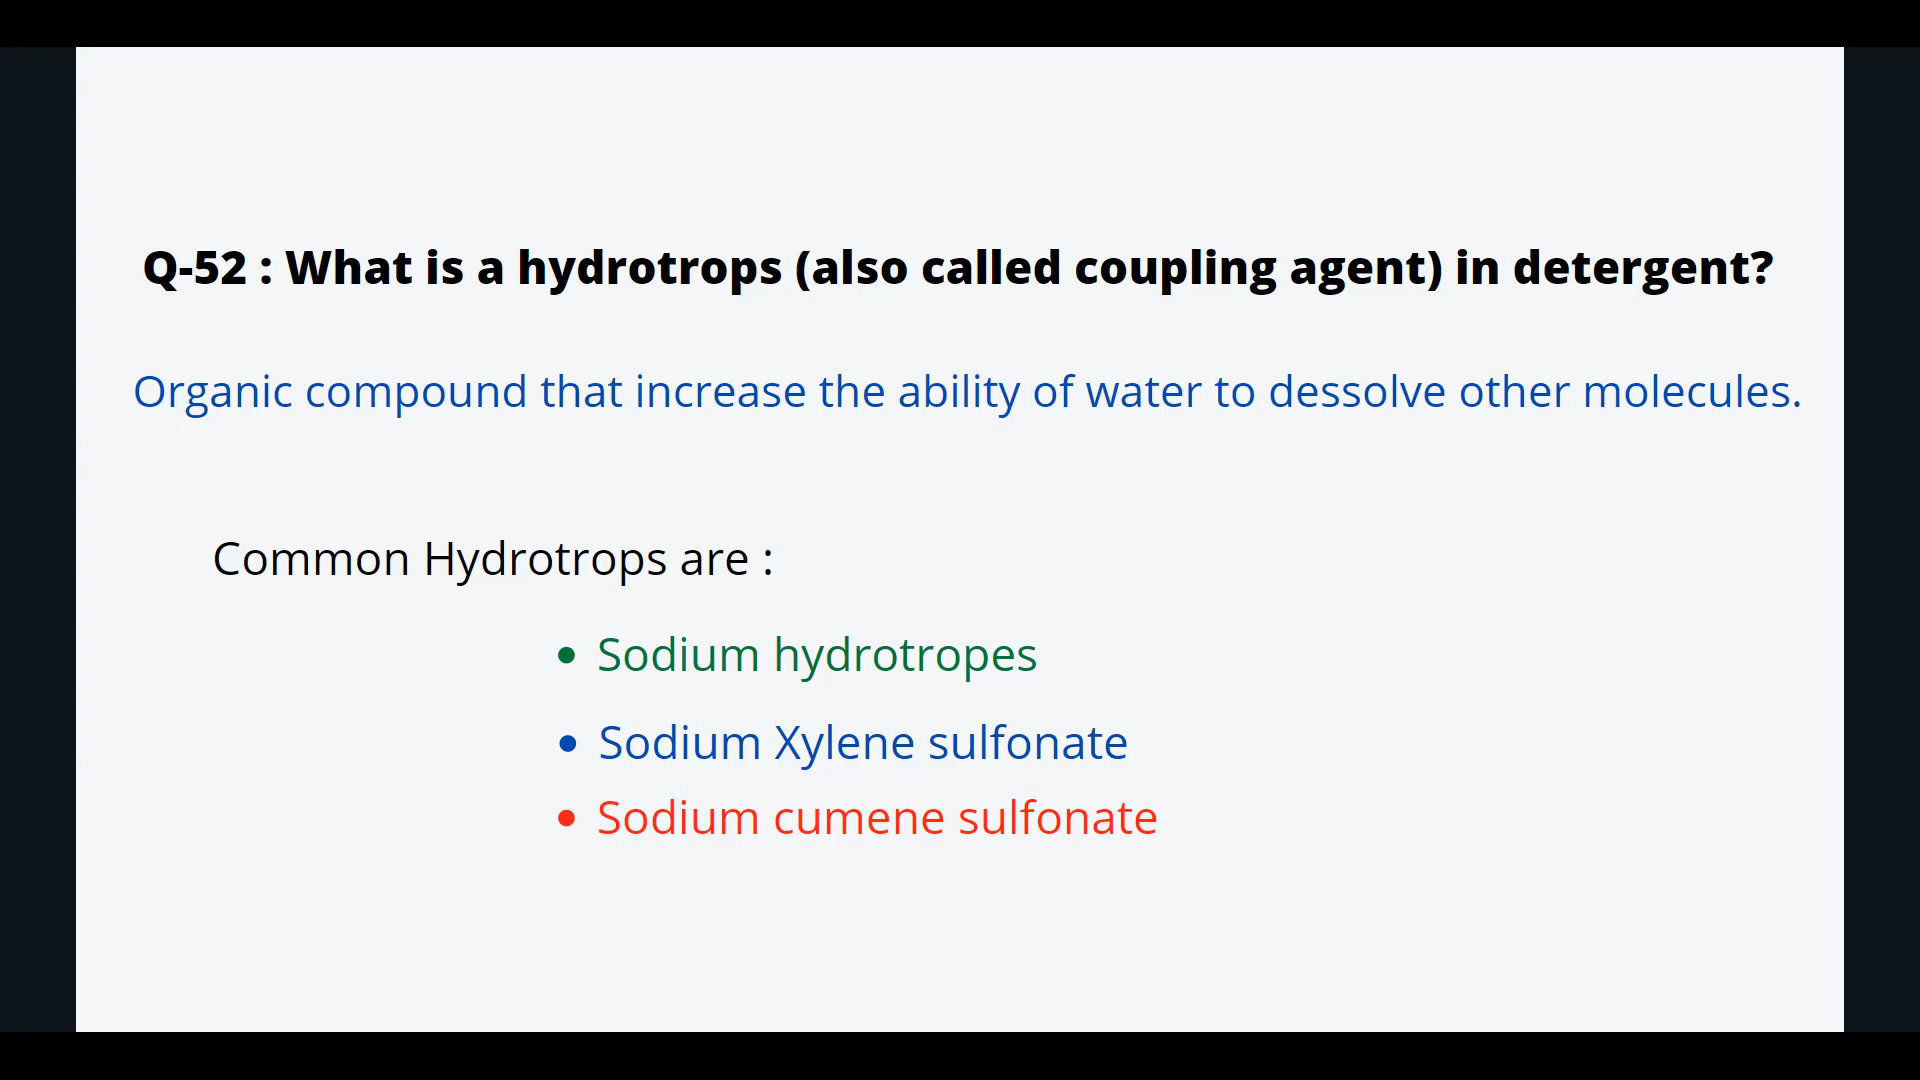 Q-52 : What is a hydrotrops (also called coupling agent) in detergent?
Organic compound that increase the ability of water to dessolve other molecules.
Common Hydrotrops are :
• Sodium hydrotropes
• Sodium Xylene sulfonate
• Sodium cumene sulfonate